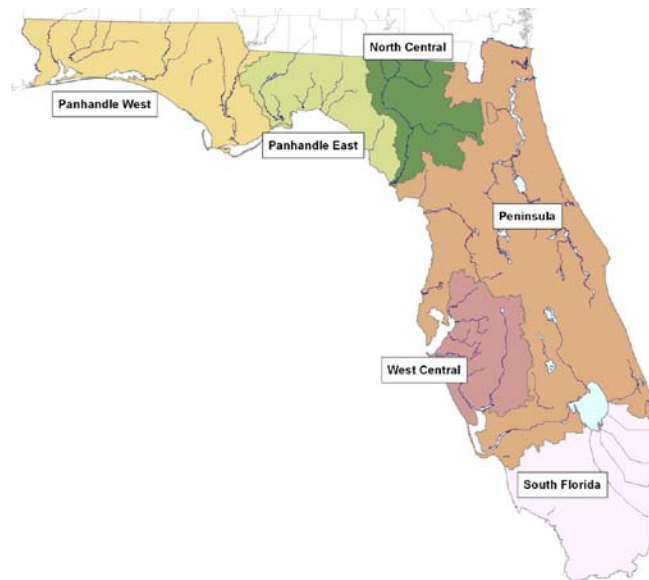 North Central
Panhandle West
Panhandle East
Peninsula
West Central
South Florida